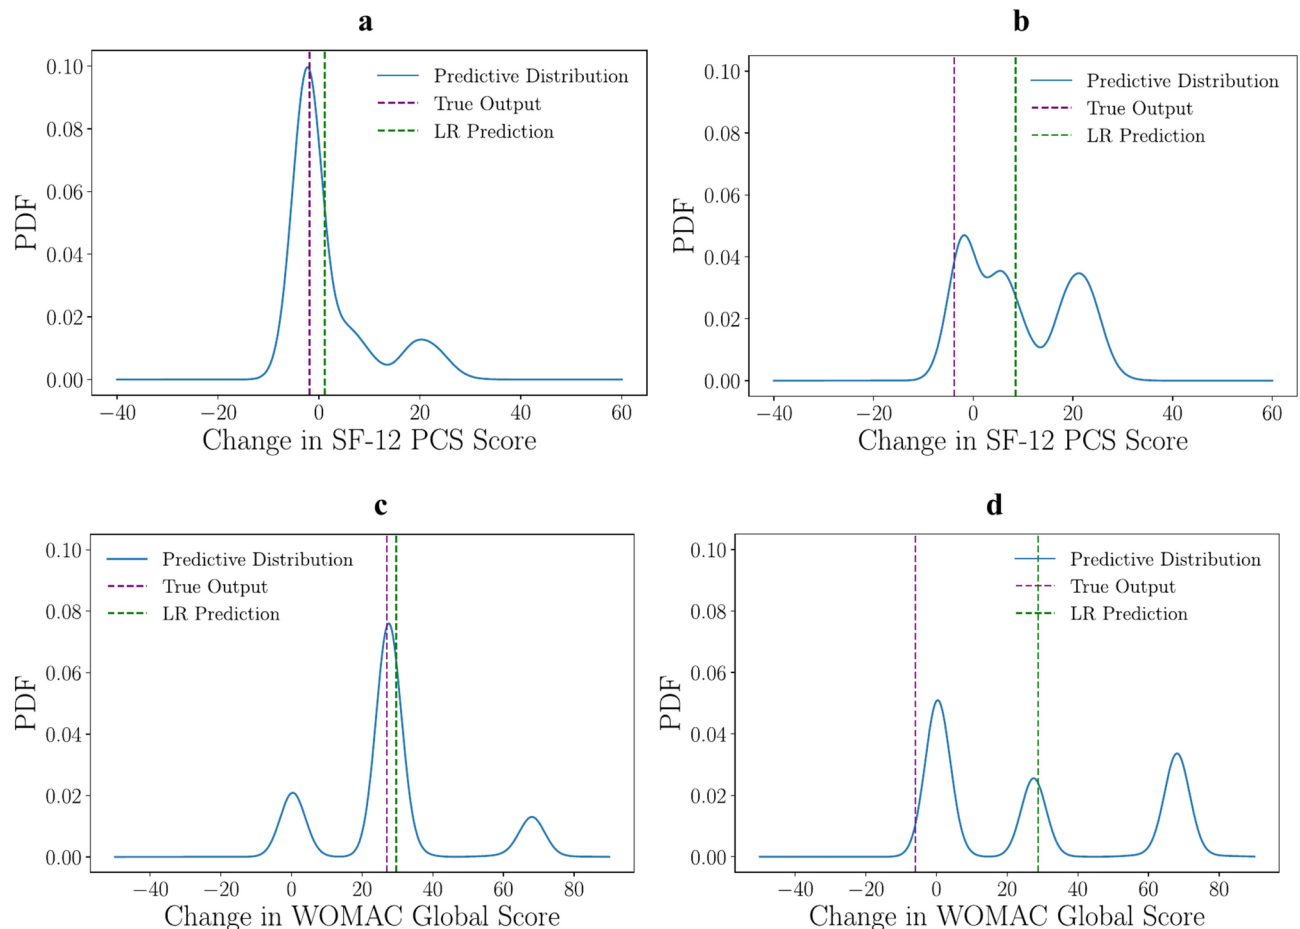 a
0.10
0.08
0.06
0.04
0.02
0.00
PDF
Predictive Distribution
True Output
LR Prediction
−40
−20
0
20
40
60
Change in SF-12 PCS Score
b
0.10
0.08
0.06
0.04
0.02
0.00
PDF
Predictive Distribution
True Output
LR Prediction
−40
−20
0
20
40
60
Change in SF-12 PCS Score
c
0.10
0.08
0.06
0.04
0.02
0.00
PDF
Predictive Distribution
True Output
LR Prediction
−40
−20
0
20
40
60
80
Change in WOMAC Global Score
d
0.10
0.08
0.06
0.04
0.02
0.00
PDF
Predictive Distribution
True Output
LR Prediction
−40
−20
0
20
40
60
80
Change in WOMAC Global Score